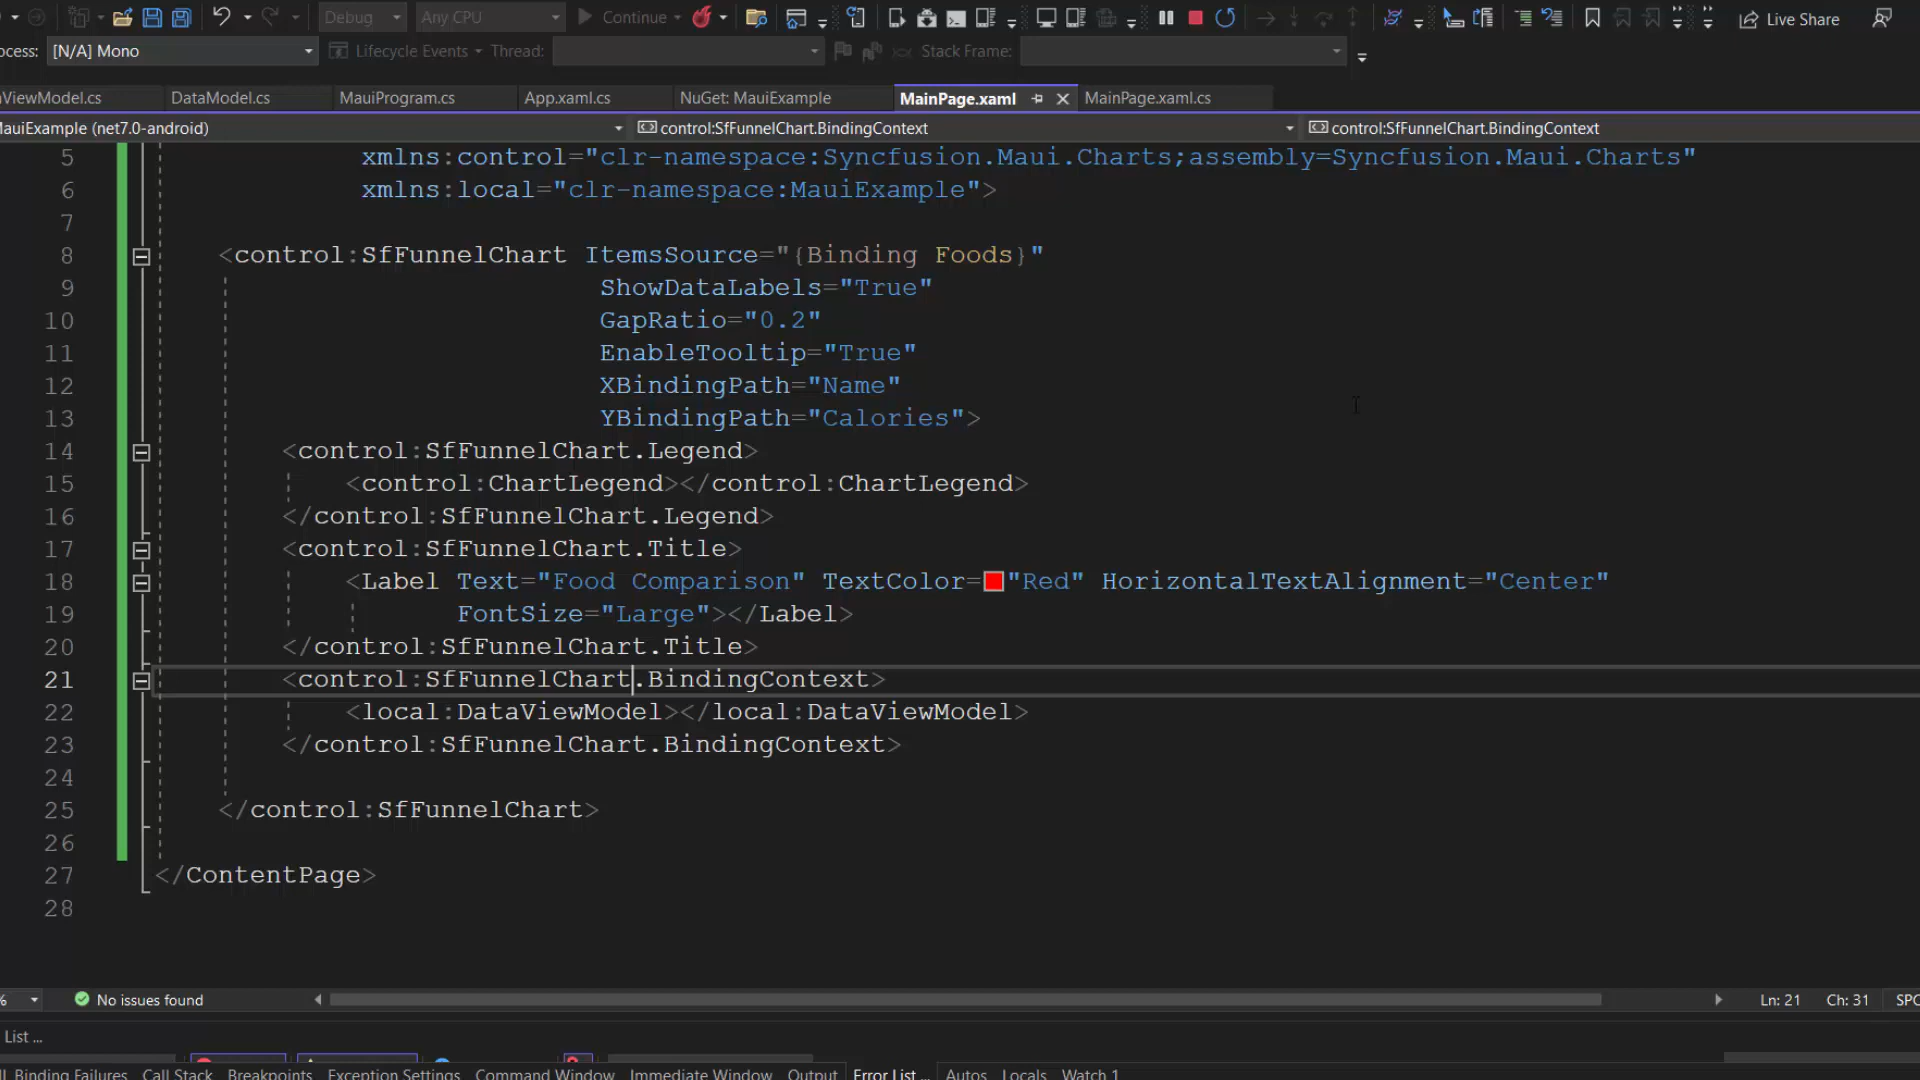 Debug Any CPU Continue Live Share
ocess: [N/A] Mono Lifecycle Events Thread: Stack Frame:
ViewModel.cs DataModel.cs MauiProgram.cs App.xaml.cs NuGet: MauiExample MainPage.xaml MainPage.xaml.cs
MauiExample (net7.0-android) control:SfFunnelChart.BindingContext control:SfFunnelChart.BindingContext
5 xmlns:control="clr-namespace:Syncfusion.Maui.Charts;assembly=Syncfusion.Maui.Charts"
6 xmlns:local="clr-namespace:MauiExample">
7
8 <control:SfFunnelChart ItemsSource="{Binding Foods}"
9 ShowDataLabels="True"
10 GapRatio="0.2"
11 EnableTooltip="True"
12 XBindingPath="Name"
13 YBindingPath="Calories">
14 <control:SfFunnelChart.Legend>
15 <control:ChartLegend></control:ChartLegend>
16 </control:SfFunnelChart.Legend>
17 <control:SfFunnelChart.Title>
18 <Label Text="Food Comparison" TextColor="Red" HorizontalTextAlignment="Center"
19 FontSize="Large"></Label>
20 </control:SfFunnelChart.Title>
21 <control:SfFunnelChart.BindingContext>
22 <local:DataViewModel></local:DataViewModel>
23 </control:SfFunnelChart.BindingContext>
24
25 </control:SfFunnelChart>
26
27 </ContentPage>
28
% No issues found Ln: 21 Ch: 31 SPC
List ...
Binding Failures Call Stack Breakpoints Exception Settings Command Window Immediate Window Output Error List ... Autos Locals Watch 1